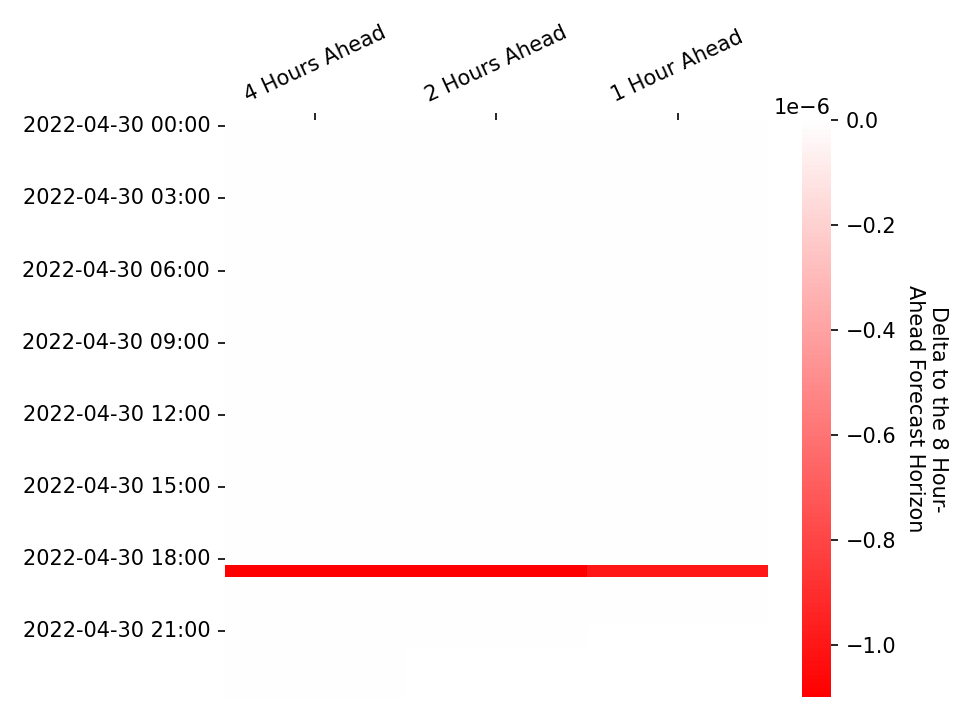 4 Hours Ahead
2 Hours Ahead
1 Hour Ahead
1e−6
2022-04-30 00:00
2022-04-30 03:00
2022-04-30 06:00
2022-04-30 09:00
2022-04-30 12:00
2022-04-30 15:00
2022-04-30 18:00
2022-04-30 21:00
0.0
−0.2
−0.4
−0.6
−0.8
−1.0
Delta to the 8 Hour-
Ahead Forecast Horizon